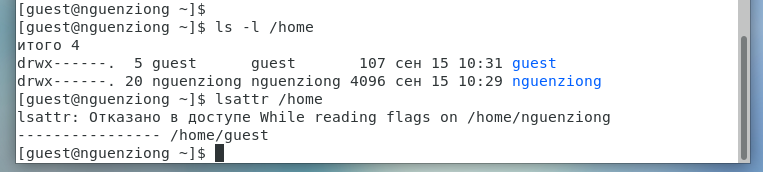 [guest@nguenziong ~]$
[guest@nguenziong ~]$ ls -l /home
итого 4
drwx------.  5 guest      guest       107 сен 15 10:31 guest
drwx------. 20 nguenziong nguenziong 4096 сен 15 10:29 nguenziong
[guest@nguenziong ~]$ lsattr /home
lsattr: Отказано в доступе While reading flags on /home/nguenziong
---------------- /home/guest
[guest@nguenziong ~]$